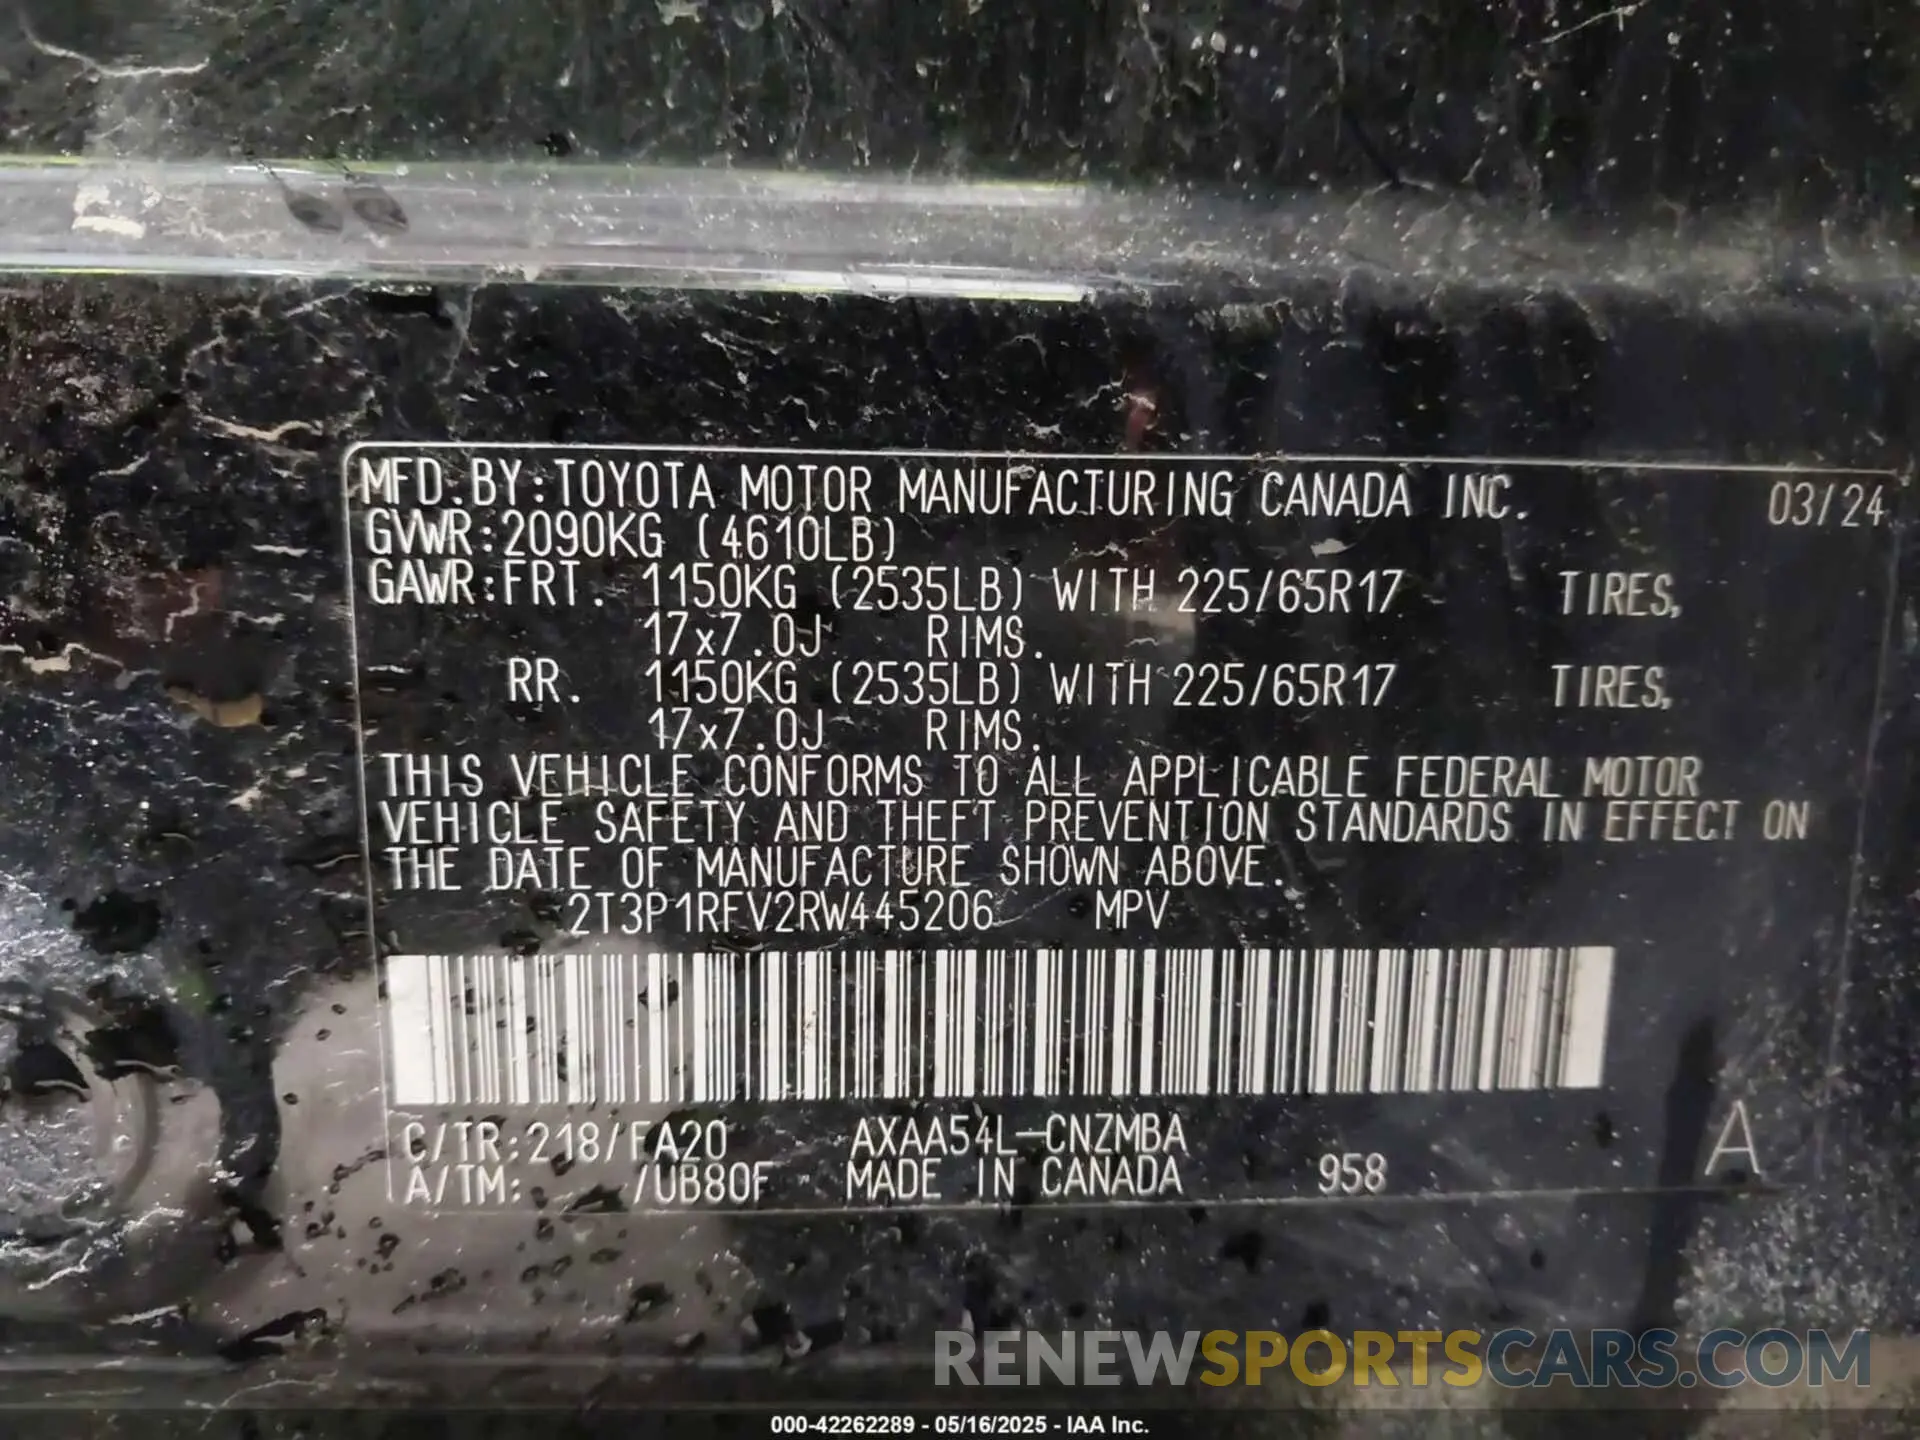 MFD.BY:TOYOTA MOTOR MANUFACTURING CANADA INC. 03/24
GVWR:2090KG (4610LB)
GAWR:FRT. 1150KG (2535LB) WITH 225/65R17 TIRES,
17x7.0J RIMS.
RR. 1150KG (2535LB) WITH 225/65R17 TIRES,
17x7.0J RIMS.
THIS VEHICLE CONFORMS TO ALL APPLICABLE FEDERAL MOTOR
VEHICLE SAFETY AND THEFT PREVENTION STANDARDS IN EFFECT ON
THE DATE OF MANUFACTURE SHOWN ABOVE.
2T3P1RFV2RW445206 MPV
C/TR:218/FA20 AXAA54L-CNZMBA A
A/TM: /UB80F MADE IN CANADA 958
RENEWSPORTSCARS.COM
000-42262289 - 05/16/2025 - IAA Inc.